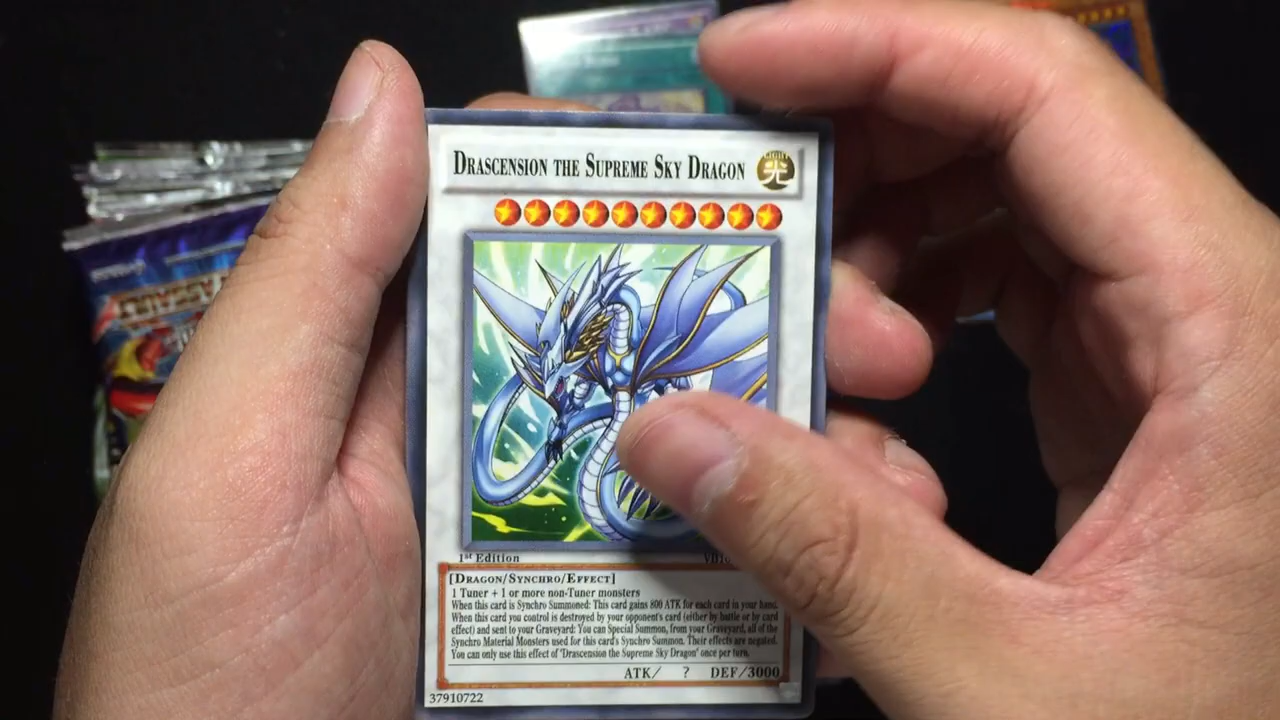 DRASCENSION THE SUPREME SKY DRAGON
LIGHT
光
1st Edition
[DRAGON/SYNCHRO/EFFECT]
1 Tuner + 1 or more non-Tuner monsters
When this card is Synchro Summoned: This card gains 800 ATK for each card in your hand.
When this card you control is destroyed by your opponent's card (either by battle or by card
effect) and sent to your Graveyard: You can Special Summon, from your Graveyard, all of the
Synchro Material Monsters used for this card's Synchro Summon. Their effects are negated.
You can only use this effect of "Drascension the Supreme Sky Dragon" once per turn.
ATK/ ? DEF/3000
37910722